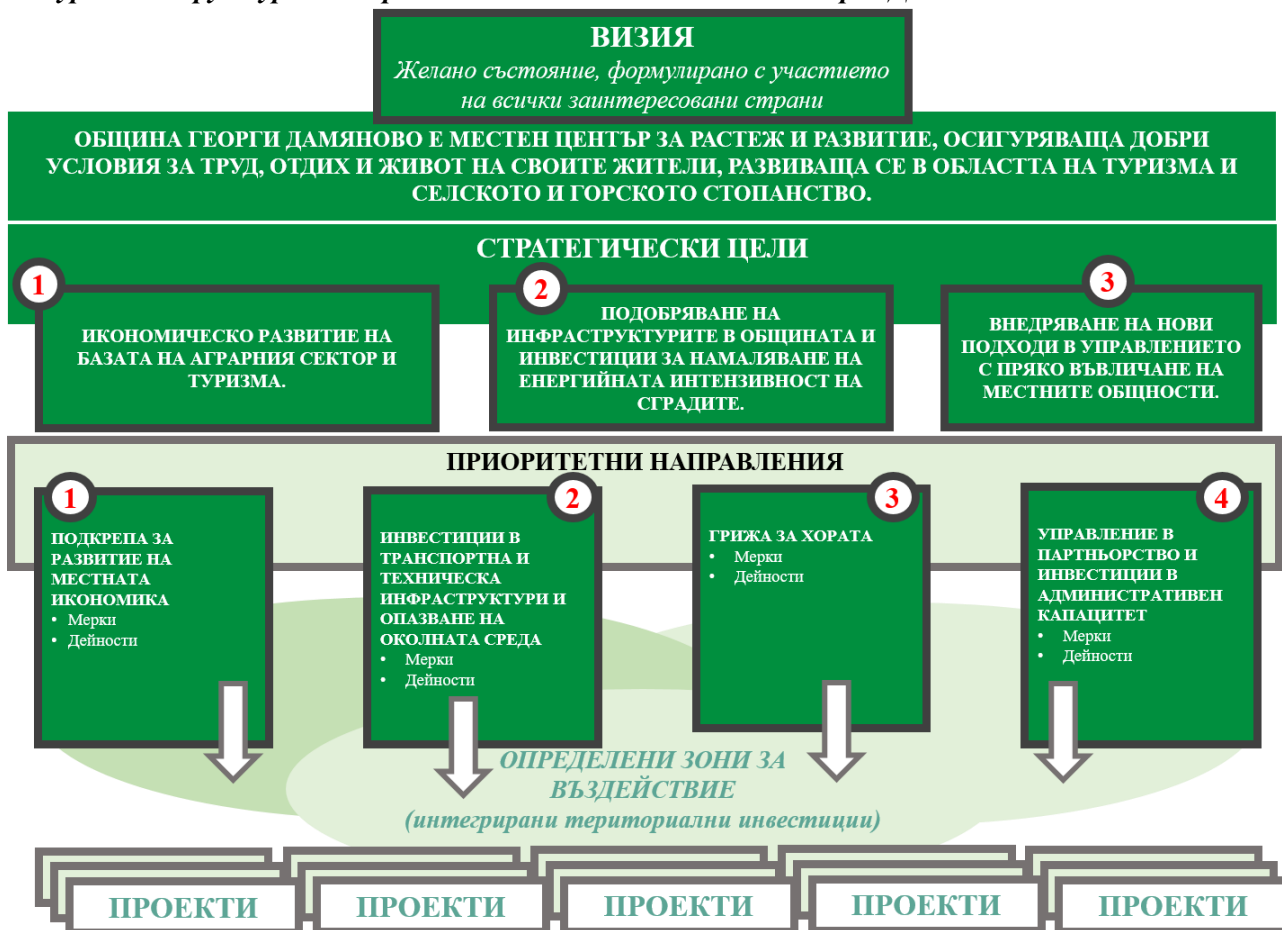 ВИЗИЯ
Желано състояние, формулирано с участието
на всички заинтересовани страни
ОБЩИНА ГЕОРГИ ДАМЯНОВО Е МЕСТЕН ЦЕНТЪР ЗА РАСТЕЖ И РАЗВИТИЕ, ОСИГУРЯВАЩА ДОБРИ
УСЛОВИЯ ЗА ТРУД, ОТДИХ И ЖИВОТ НА СВОИТЕ ЖИТЕЛИ, РАЗВИВАЩА СЕ В ОБЛАСТТА НА ТУРИЗМА И
СЕЛСКОТО И ГОРСКОТО СТОПАНСТВО.
СТРАТЕГИЧЕСКИ ЦЕЛИ
1
ИКОНОМИЧЕСКО РАЗВИТИЕ НА
БАЗАТА НА АГРАРНИЯ СЕКТОР И
ТУРИЗМА.
2
ПОДОБРЯВАНЕ НА
ИНФРАСТРУКТУРИТЕ В ОБЩИНАТА И
ИНВЕСТИЦИИ ЗА НАМАЛЯВАНЕ НА
ЕНЕРГИЙНАТА ИНТЕНЗИВНОСТ НА
СГРАДИТЕ.
3
ВНЕДРЯВАНЕ НА НОВИ
ПОДХОДИ В УПРАВЛЕНИЕТО
С ПРЯКО ВЪВЛИЧАНЕ НА
МЕСТНИТЕ ОБЩНОСТИ.
ПРИОРИТЕТНИ НАПРАВЛЕНИЯ
1
ПОДКРЕПА ЗА
РАЗВИТИЕ НА
МЕСТНАТА
ИКОНОМИКА
• Мерки
• Дейности
2
ИНВЕСТИЦИИ В
ТРАНСПОРТНА И
ТЕХНИЧЕСКА
ИНФРАСТРУКТУРИ И
ОПАЗВАНЕ НА
ОКОЛНАТА СРЕДА
• Мерки
• Дейности
3
ГРИЖА ЗА ХОРАТА
• Мерки
• Дейности
4
УПРАВЛЕНИЕ В
ПАРТНЬОРСТВО И
ИНВЕСТИЦИИ В
АДМИНИСТРАТИВЕН
КАПАЦИТЕТ
• Мерки
• Дейности
ОПРЕДЕЛЕНИ ЗОНИ ЗА
ВЪЗДЕЙСТВИЕ
(интегрирани териториални инвестиции)
ПРОЕКТИ
ПРОЕКТИ
ПРОЕКТИ
ПРОЕКТИ
ПРОЕКТИ